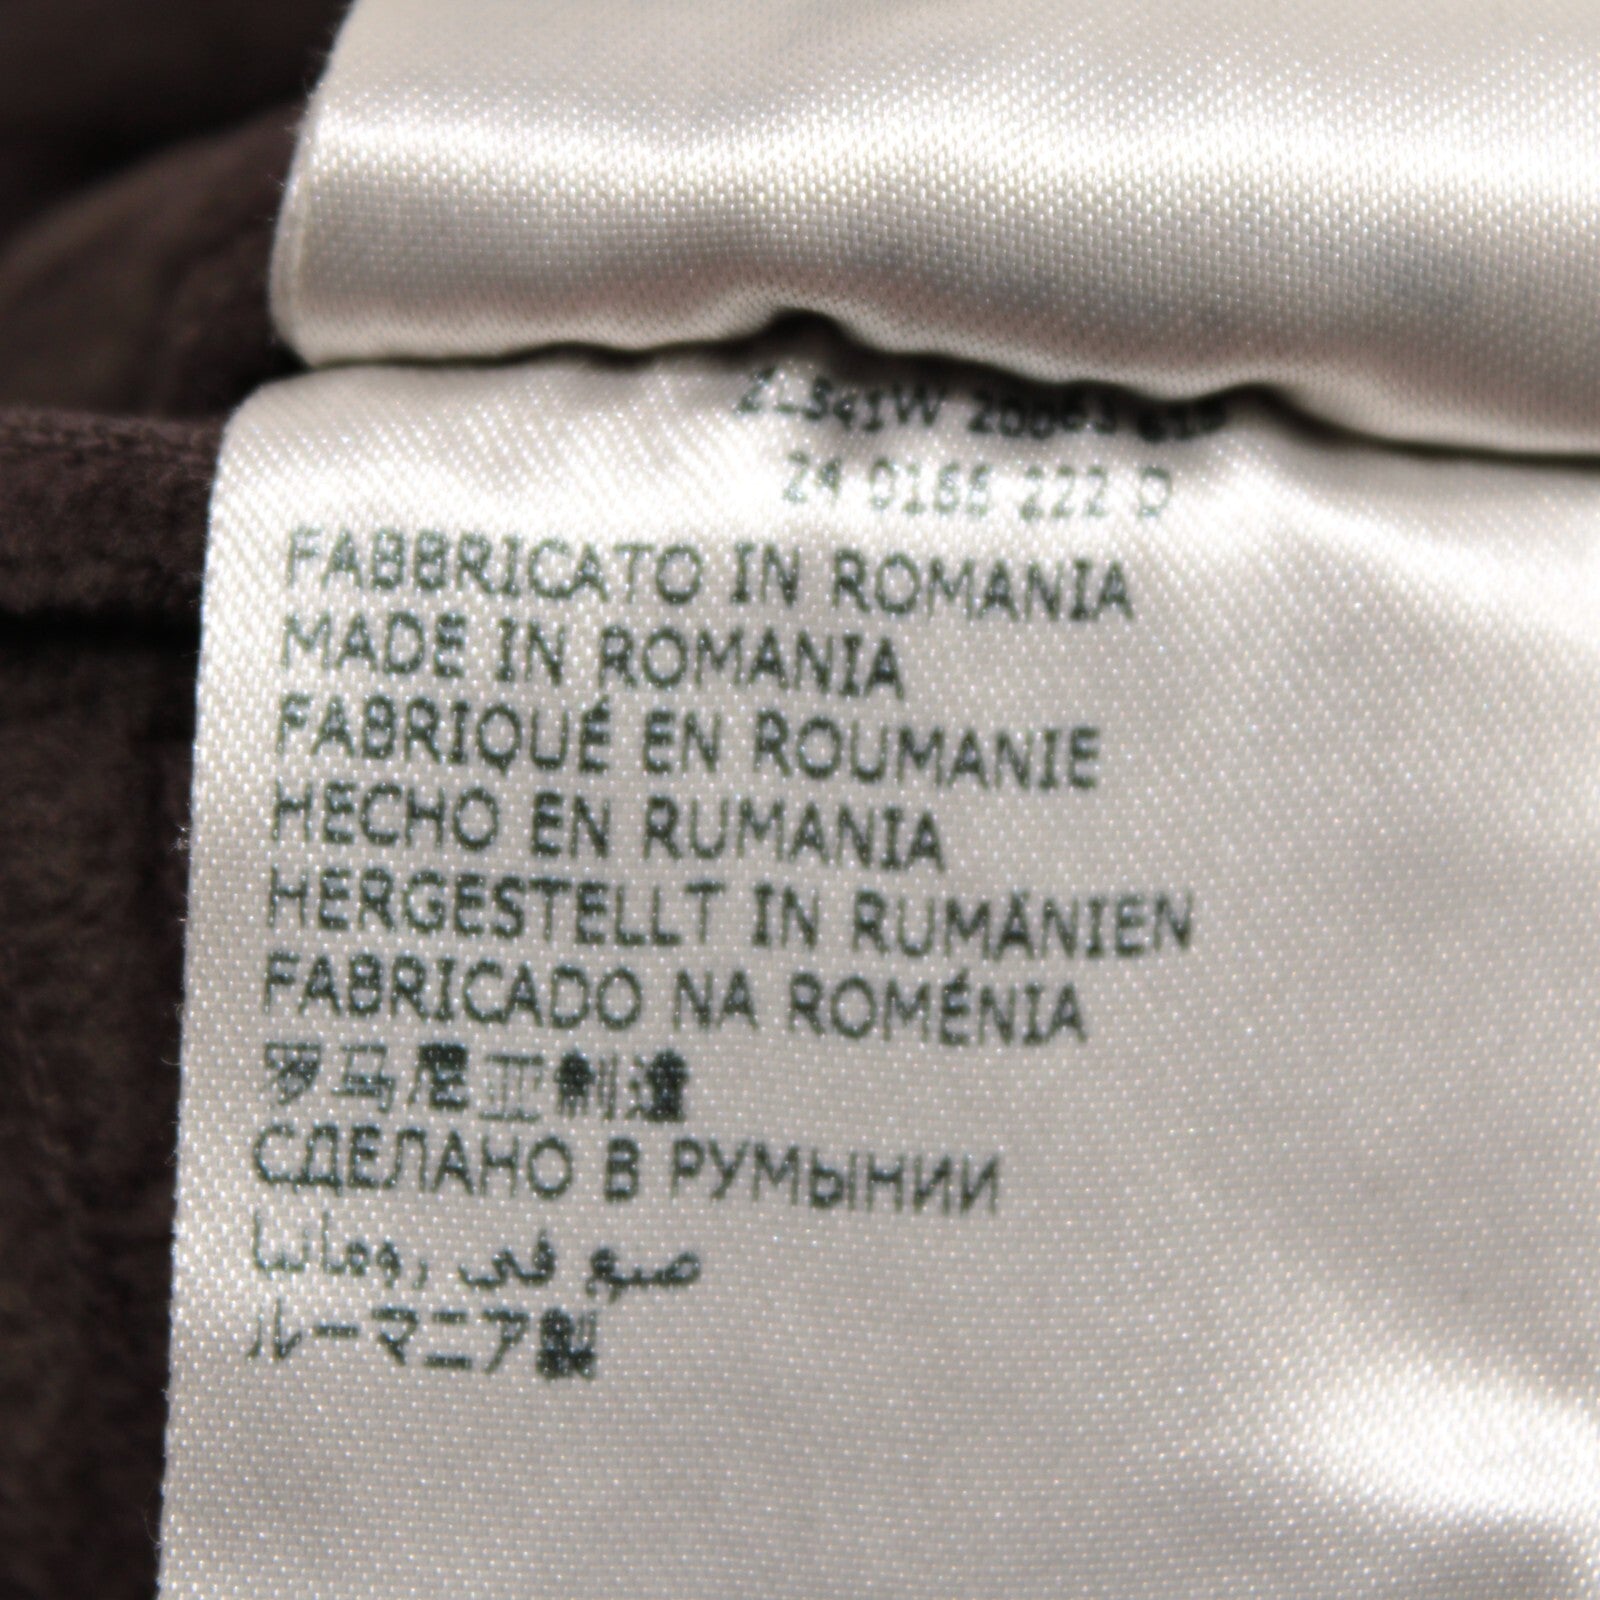 24 0166 222 D
FABBRICATO IN ROMANIA
MADE IN ROMANIA
FABRIQUÉ EN ROUMANIE
HECHO EN RUMANIA
HERGESTELLT IN RUMÄNIEN
FABRICADO NA ROMÉNIA
罗马尼亚制造
СДЕЛАНО В РУМЫНИИ
صنع في رومانيا
ルーマニア製